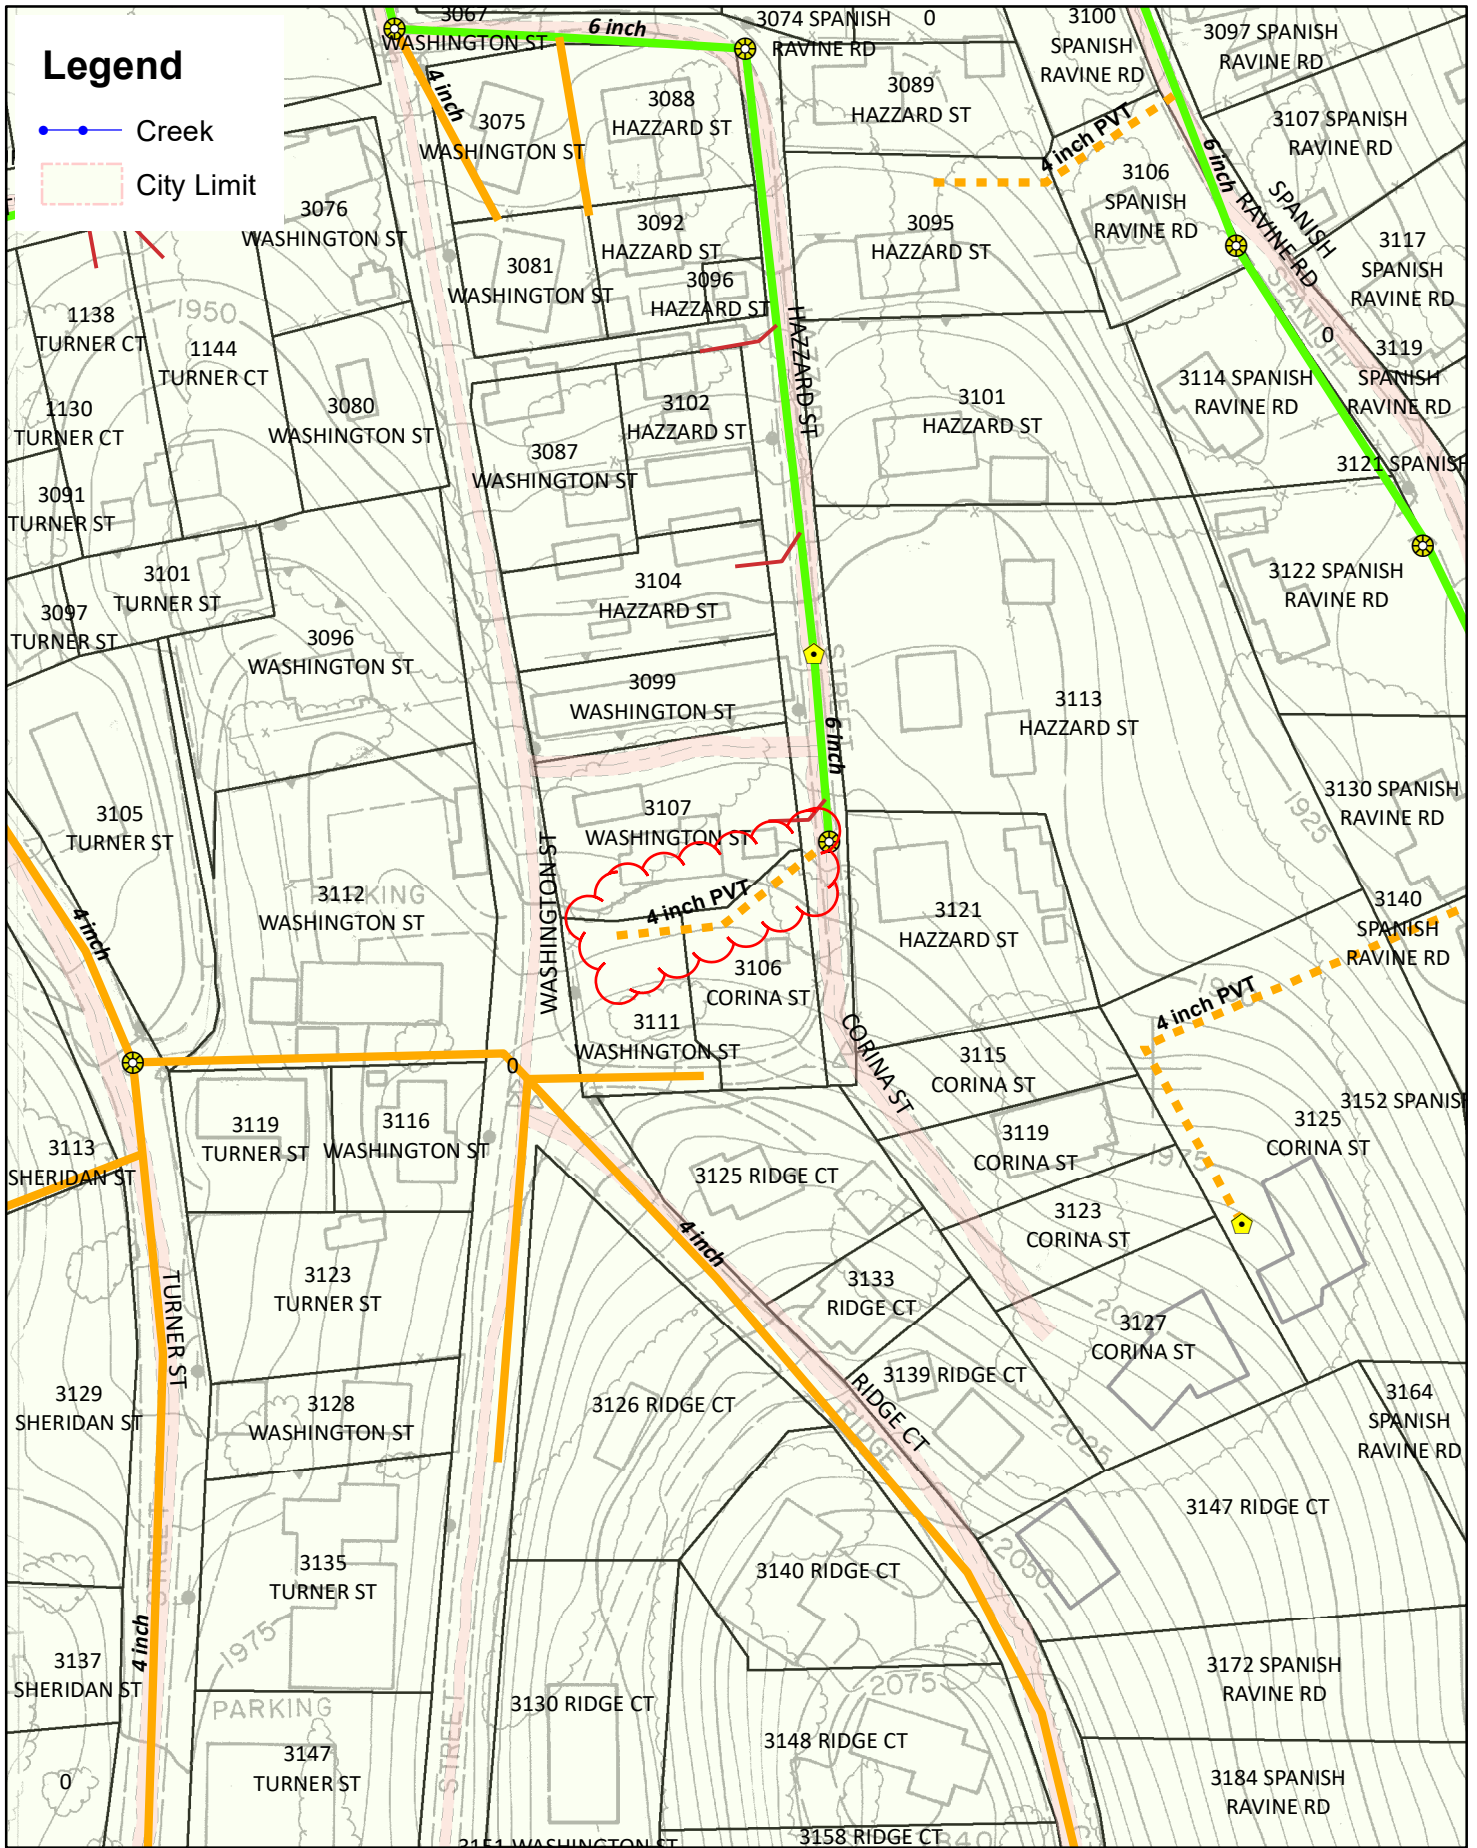 Legend
Creek
City Limit
3067
WASHINGTON ST
6 inch
3074 SPANISH
RAVINE RD
0
3100
SPANISH
RAVINE RD
3097 SPANISH
RAVINE RD
4 inch
3075
WASHINGTON ST
3088
HAZZARD ST
3089
HAZZARD ST
4 inch PVT
3107 SPANISH
RAVINE RD
6 inch
3106
SPANISH
RAVINE RD
SPANISH
RAVINE RD
3076
WASHINGTON ST
3092
HAZZARD ST
3095
HAZZARD ST
3117
SPANISH
RAVINE RD
3081
WASHINGTON ST
3096
HAZZARD ST
1950
1138
TURNER CT
1144
TURNER CT
HAZZARD ST
SPANISH
0
3119
SPANISH
RAVINE RD
3114 SPANISH
RAVINE RD
1130
TURNER CT
3080
WASHINGTON ST
3102
HAZZARD ST
3101
HAZZARD ST
3087
WASHINGTON ST
3121 SPANISH
3091
TURNER ST
3101
TURNER ST
3104
HAZZARD ST
3122 SPANISH
RAVINE RD
3097
TURNER ST
3096
WASHINGTON ST
STREET
3099
WASHINGTON ST
3113
HAZZARD ST
6 inch
3105
TURNER ST
3107
WASHINGTON ST
1925
3130 SPANISH
RAVINE RD
WASHINGTON ST
3112
WASHINGTON ST
PARKING
4 inch PVT
3121
HAZZARD ST
3140
SPANISH
RAVINE RD
4 inch
3106
CORINA ST
1950
4 inch PVT
3111
WASHINGTON ST
CORINA ST
3115
CORINA ST
0
3119
TURNER ST
3116
WASHINGTON ST
3152 SPANISH
3125
CORINA ST
3113
SHERIDAN ST
3119
CORINA ST
1975
3125 RIDGE CT
3123
CORINA ST
4 inch
3123
TURNER ST
TURNER ST
3133
RIDGE CT
3127
CORINA ST
3139 RIDGE CT
3129
SHERIDAN ST
3128
WASHINGTON ST
3126 RIDGE CT
RIDGE CT
RIDGE
2025
3164
SPANISH
RAVINE RD
3147 RIDGE CT
STREET
2050
3135
TURNER ST
3140 RIDGE CT
4 inch
1975
3137
SHERIDAN ST
3172 SPANISH
RAVINE RD
PARKING
3130 RIDGE CT
2075
STREET
3148 RIDGE CT
3147
TURNER ST
0
3184 SPANISH
RAVINE RD
3151 WASHINGTON ST
3158 RIDGE CT